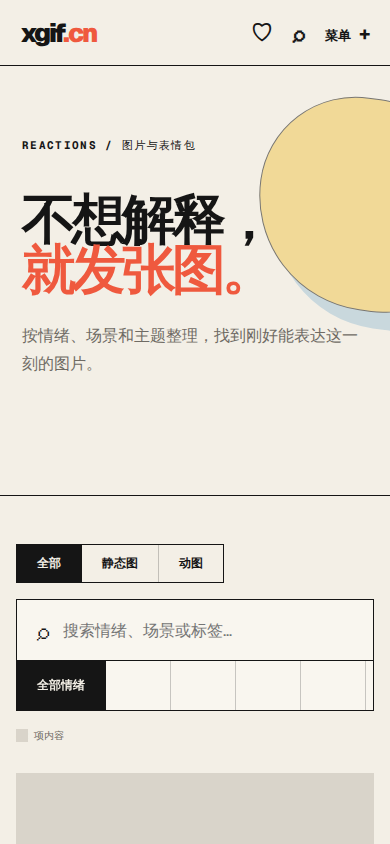 xgif.cn
菜单 +
REACTIONS / 图片与表情包
不想解释，
就发张图。
按情绪、场景和主题整理，找到刚好能表达这一
刻的图片。
全部 静态图 动图
搜索情绪、场景或标签...
全部情绪
项内容